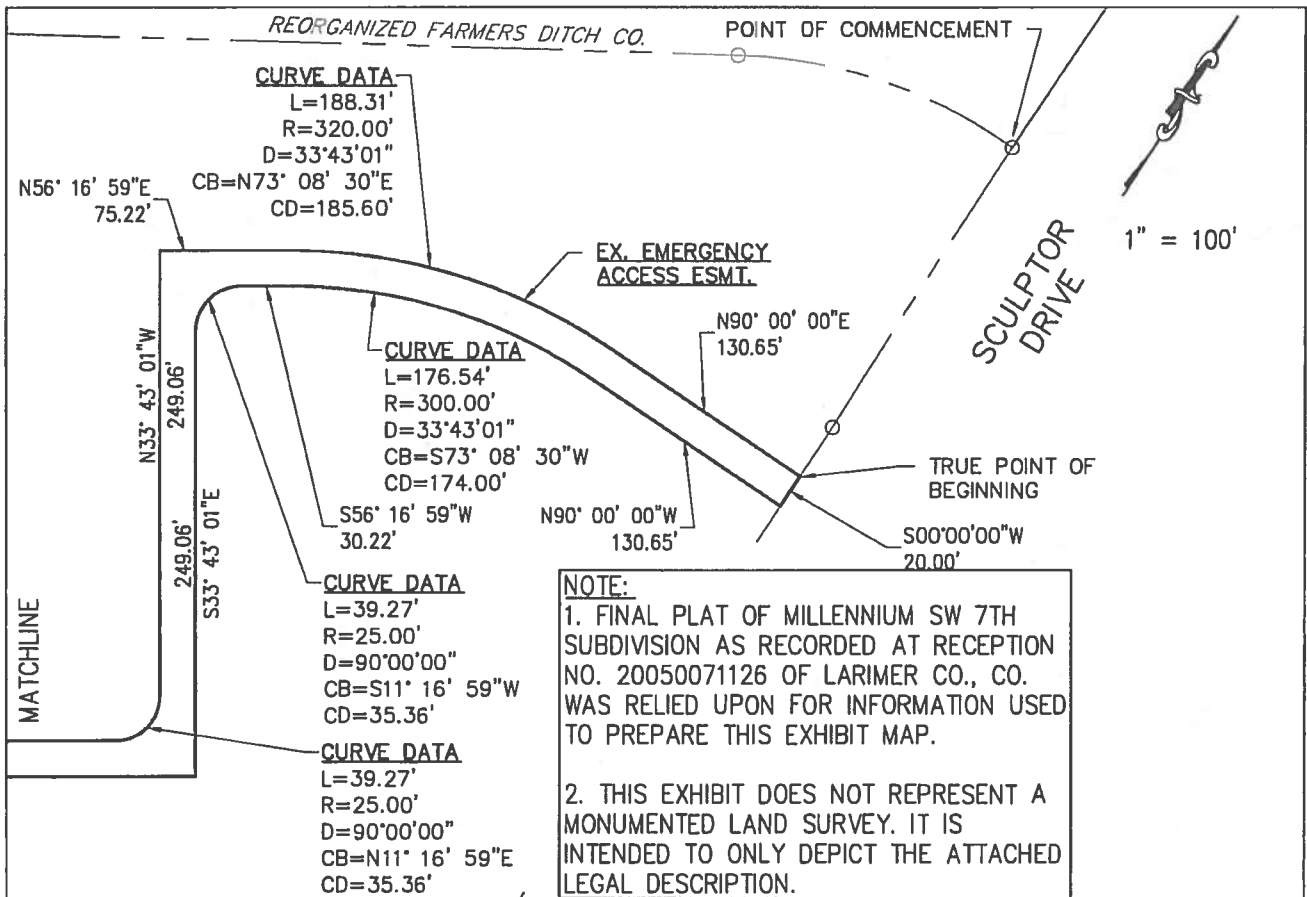 REORGANIZED FARMERS DITCH CO.
POINT OF COMMENCEMENT
CURVE DATA
L=188.31'
R=320.00'
D=33°43'01"
CB=N73° 08' 30"E
CD=185.60'
N56° 16' 59"E
75.22'
1" = 100'
EX. EMERGENCY
ACCESS ESMT.
SCULPTOR
DRIVE
N90° 00' 00"E
130.65'
N33° 43' 01"W
249.06'
CURVE DATA
L=176.54'
R=300.00'
D=33°43'01"
CB=S73° 08' 30"W
CD=174.00'
TRUE POINT OF
BEGINNING
S56° 16' 59"W
30.22'
N90° 00' 00"W
130.65'
S00°00'00"W
20.00'
249.06'
S33° 43' 01"E
MATCHLINE
CURVE DATA
L=39.27'
R=25.00'
D=90°00'00"
CB=S11° 16' 59"W
CD=35.36'
CURVE DATA
L=39.27'
R=25.00'
D=90°00'00"
CB=N11° 16' 59"E
CD=35.36'
NOTE:
1. FINAL PLAT OF MILLENNIUM SW 7TH
SUBDIVISION AS RECORDED AT RECEPTION
NO. 20050071126 OF LARIMER CO., CO.
WAS RELIED UPON FOR INFORMATION USED
TO PREPARE THIS EXHIBIT MAP.
2. THIS EXHIBIT DOES NOT REPRESENT A
MONUMENTED LAND SURVEY. IT IS
INTENDED TO ONLY DEPICT THE ATTACHED
LEGAL DESCRIPTION.